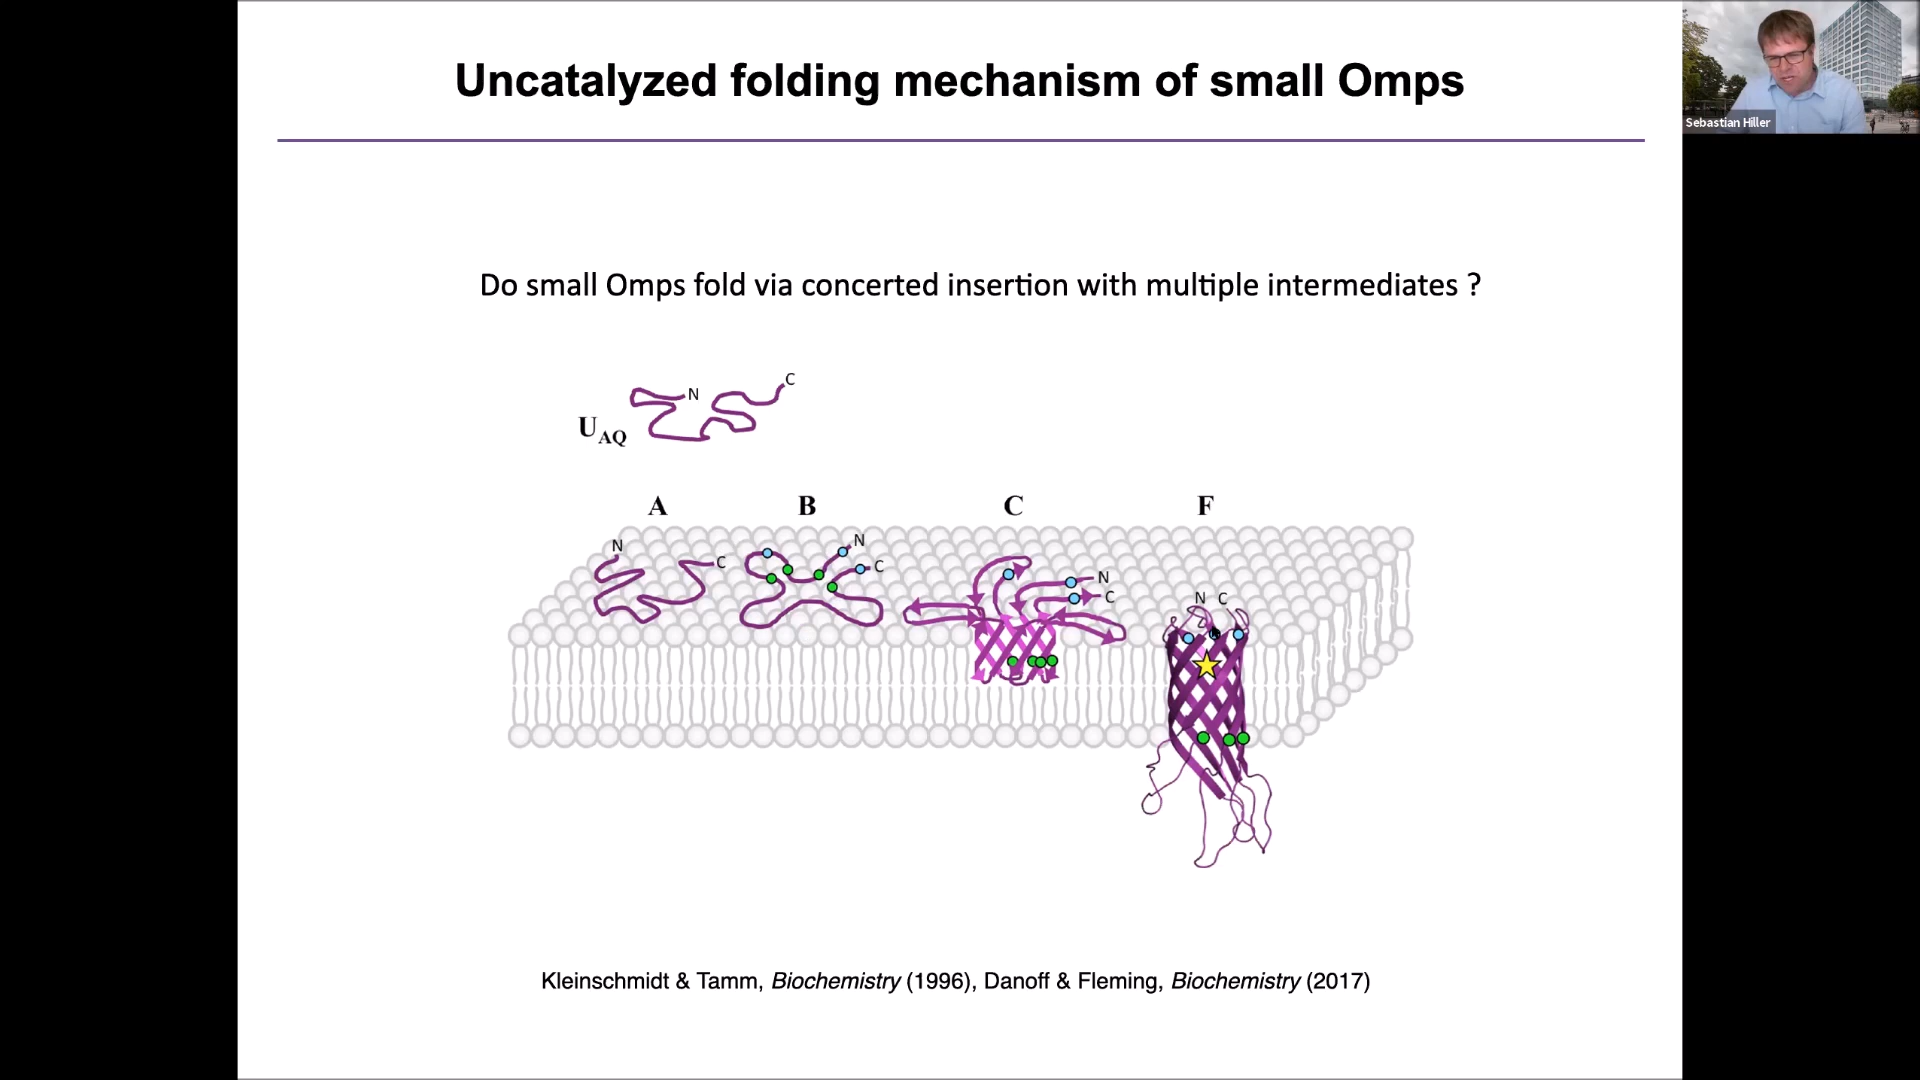 Uncatalyzed folding mechanism of small Omps
Sebastian Hiller
Do small Omps fold via concerted insertion with multiple intermediates ?
C
N
UAQ
A B C F
N
C
N
C
N
C
N C
Kleinschmidt & Tamm, Biochemistry (1996), Danoff & Fleming, Biochemistry (2017)